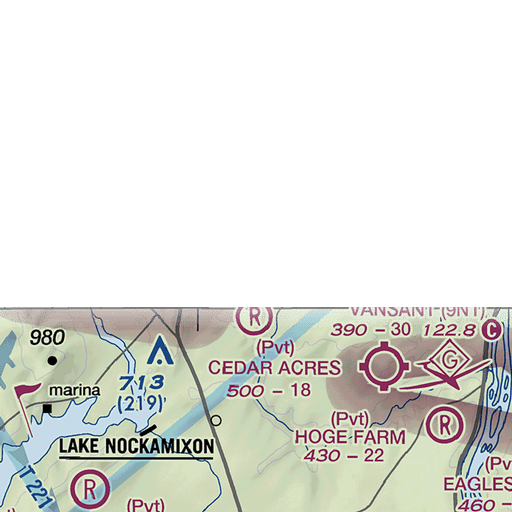 VANSANT (9N1)
R
390 – 30 122.8 C
980
(Pvt)
CEDAR ACRES
500 – 18
G
marina
713
(219)
(Pvt)
HOGE FARM
430 – 22
R
LAKE NOCKAMIXON
T 221
R
(Pvt)
EAGLES
460 –